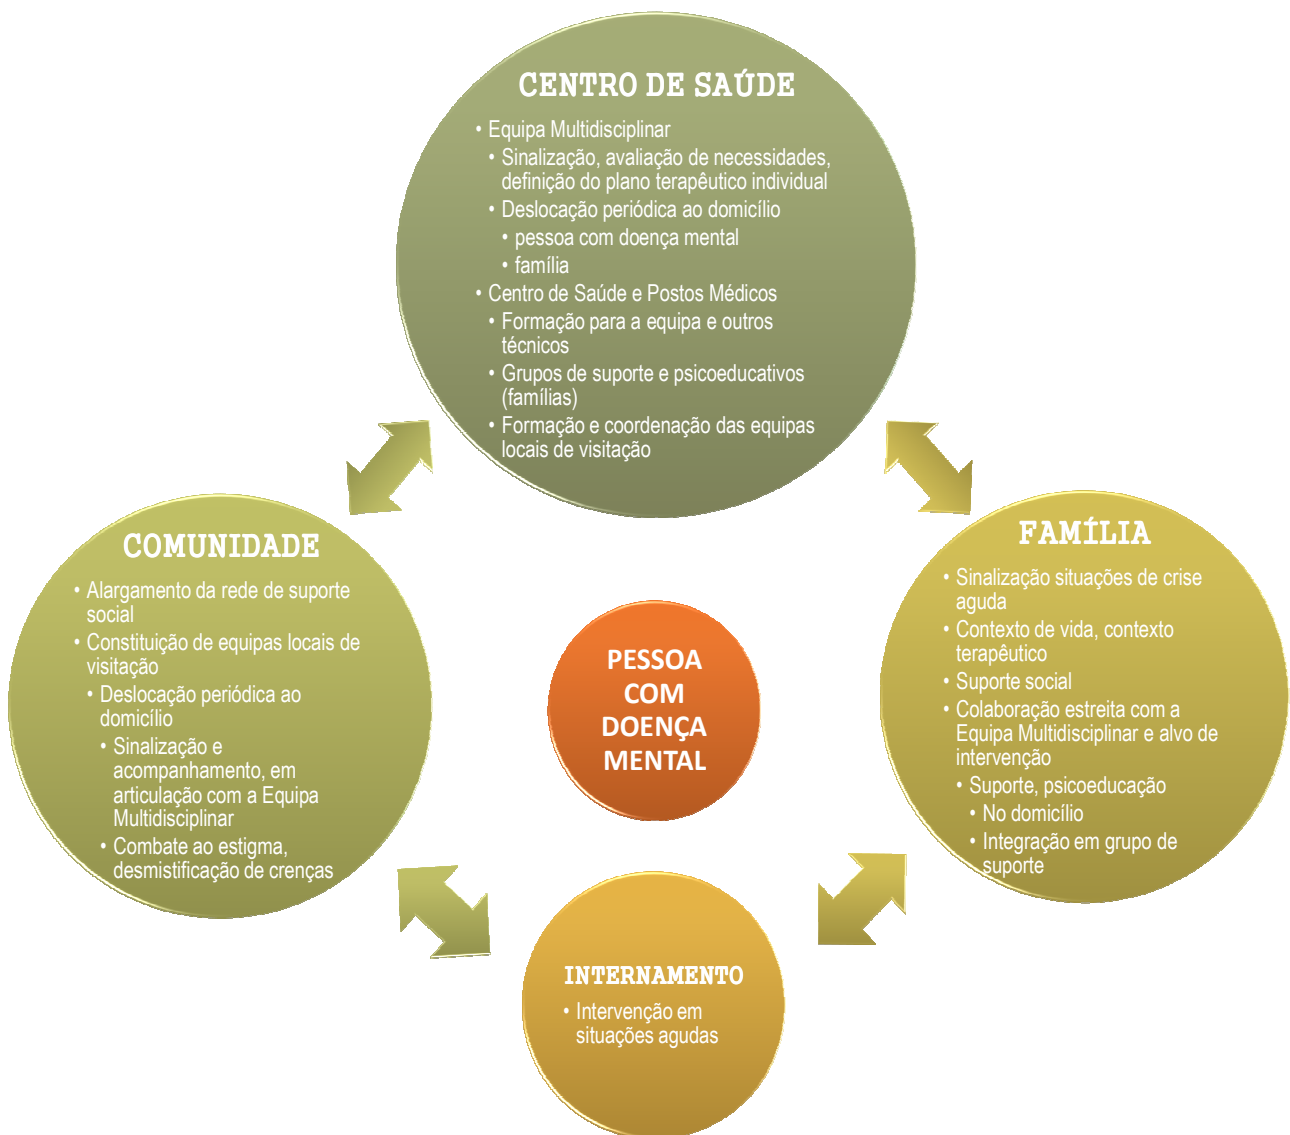 CENTRO DE SAÚDE
• Equipa Multidisciplinar
• Sinalização, avaliação de necessidades,
definição do plano terapêutico individual
• Deslocação periódica ao domicílio
• pessoa com doença mental
• família
• Centro de Saúde e Postos Médicos
• Formação para a equipa e outros
técnicos
• Grupos de suporte e psicoeducativos
(famílias)
• Formação e coordenação das equipas
locais de visitação
COMUNIDADE
• Alargamento da rede de suporte
social
• Constituição de equipas locais de
visitação
• Deslocação periódica ao
domicílio
• Sinalização e
acompanhamento, em
articulação com a Equipa
Multidisciplinar
• Combate ao estigma,
desmistificação de crenças
PESSOA
COM
DOENÇA
MENTAL
FAMÍLIA
• Sinalização situações de crise
aguda
• Contexto de vida, contexto
terapêutico
• Suporte social
• Colaboração estreita com a
Equipa Multidisciplinar e alvo de
intervenção
• Suporte, psicoeducação
• No domicílio
• Integração em grupo de
suporte
INTERNAMENTO
• Intervenção em
situações agudas